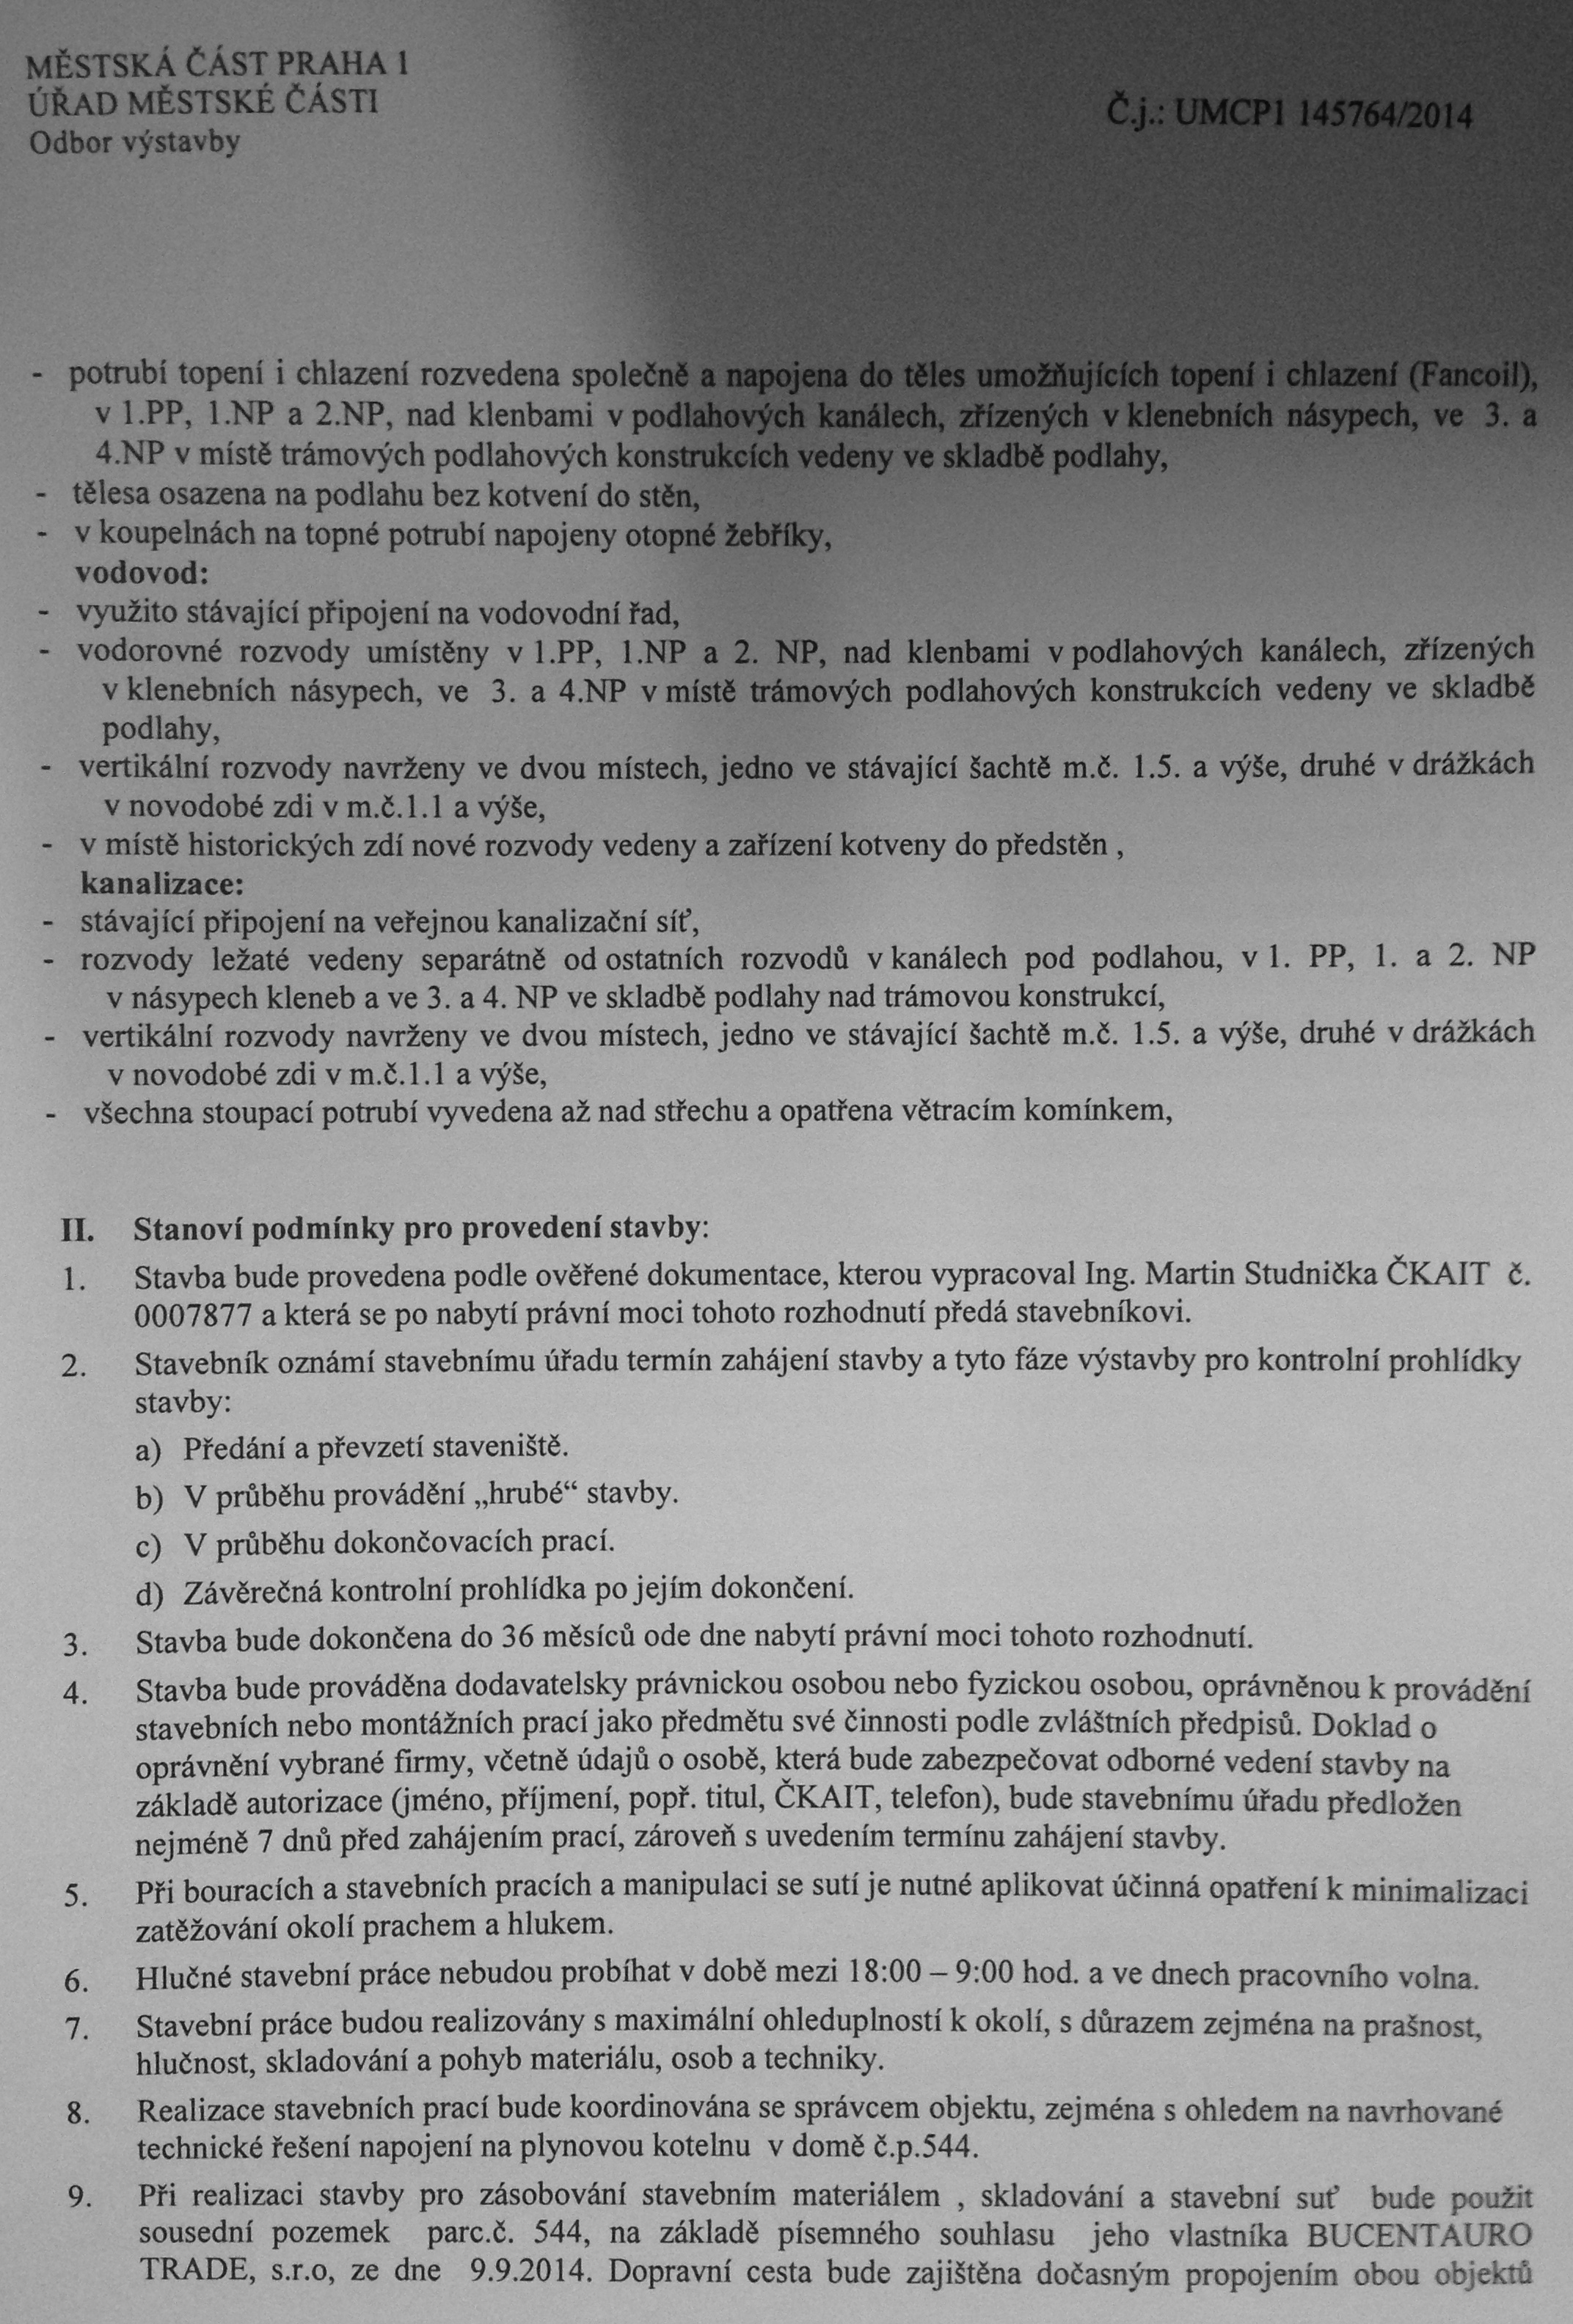 MĚSTSKÁ ČÁST PRAHA 1
ÚŘAD MĚSTSKÉ ČÁSTI
Odbor výstavby
Č.j.: UMCP1 145764/2014
- potrubí topení i chlazení rozvedena společně a napojena do těles umožňujících topení i chlazení (Fancoil),
v 1.PP, 1.NP a 2.NP, nad klenbami v podlahových kanálech, zřízených v klenebních násypech, ve 3. a
4.NP v místě trámových podlahových konstrukcích vedeny ve skladbě podlahy,
- tělesa osazena na podlahu bez kotvení do stěn,
- v koupelnách na topné potrubí napojeny otopné žebříky,
vodovod:
- využito stávající připojení na vodovodní řad,
- vodorovné rozvody umístěny v 1.PP, 1.NP a 2. NP, nad klenbami v podlahových kanálech, zřízených
v klenebních násypech, ve 3. a 4.NP v místě trámových podlahových konstrukcích vedeny ve skladbě
podlahy,
- vertikální rozvody navrženy ve dvou místech, jedno ve stávající šachtě m.č. 1.5. a výše, druhé v drážkách
v novodobé zdi v m.č.1.1 a výše,
- v místě historických zdí nové rozvody vedeny a zařízení kotveny do předstěn ,
kanalizace:
- stávající připojení na veřejnou kanalizační síť,
- rozvody ležaté vedeny separátně od ostatních rozvodů v kanálech pod podlahou, v 1. PP, 1. a 2. NP
v násypech kleneb a ve 3. a 4. NP ve skladbě podlahy nad trámovou konstrukcí,
- vertikální rozvody navrženy ve dvou místech, jedno ve stávající šachtě m.č. 1.5. a výše, druhé v drážkách
v novodobé zdi v m.č.1.1 a výše,
- všechna stoupací potrubí vyvedena až nad střechu a opatřena větracím komínkem,
II. Stanoví podmínky pro provedení stavby:
1. Stavba bude provedena podle ověřené dokumentace, kterou vypracoval Ing. Martin Studnička ČKAIT č.
0007877 a která se po nabytí právní moci tohoto rozhodnutí předá stavebníkovi.
2. Stavebník oznámí stavebnímu úřadu termín zahájení stavby a tyto fáze výstavby pro kontrolní prohlídky
stavby:
a) Předání a převzetí staveniště.
b) V průběhu provádění „hrubé“ stavby.
c) V průběhu dokončovacích prací.
d) Závěrečná kontrolní prohlídka po jejím dokončení.
3. Stavba bude dokončena do 36 měsíců ode dne nabytí právní moci tohoto rozhodnutí.
4. Stavba bude prováděna dodavatelsky právnickou osobou nebo fyzickou osobou, oprávněnou k provádění
stavebních nebo montážních prací jako předmětu své činnosti podle zvláštních předpisů. Doklad o
oprávnění vybrané firmy, včetně údajů o osobě, která bude zabezpečovat odborné vedení stavby na
základě autorizace (jméno, příjmení, popř. titul, ČKAIT, telefon), bude stavebnímu úřadu předložen
nejméně 7 dnů před zahájením prací, zároveň s uvedením termínu zahájení stavby.
5. Při bouracích a stavebních pracích a manipulaci se sutí je nutné aplikovat účinná opatření k minimalizaci
zatěžování okolí prachem a hlukem.
6. Hlučné stavební práce nebudou probíhat v době mezi 18:00 – 9:00 hod. a ve dnech pracovního volna.
7. Stavební práce budou realizovány s maximální ohleduplností k okolí, s důrazem zejména na prašnost,
hlučnost, skladování a pohyb materiálu, osob a techniky.
8. Realizace stavebních prací bude koordinována se správcem objektu, zejména s ohledem na navrhované
technické řešení napojení na plynovou kotelnu v domě č.p.544.
9. Při realizaci stavby pro zásobování stavebním materiálem , skladování a stavební suť bude použit
sousední pozemek parc.č. 544, na základě písemného souhlasu jeho vlastníka BUCENTAURO
TRADE, s.r.o, ze dne 9.9.2014. Dopravní cesta bude zajištěna dočasným propojením obou objektů